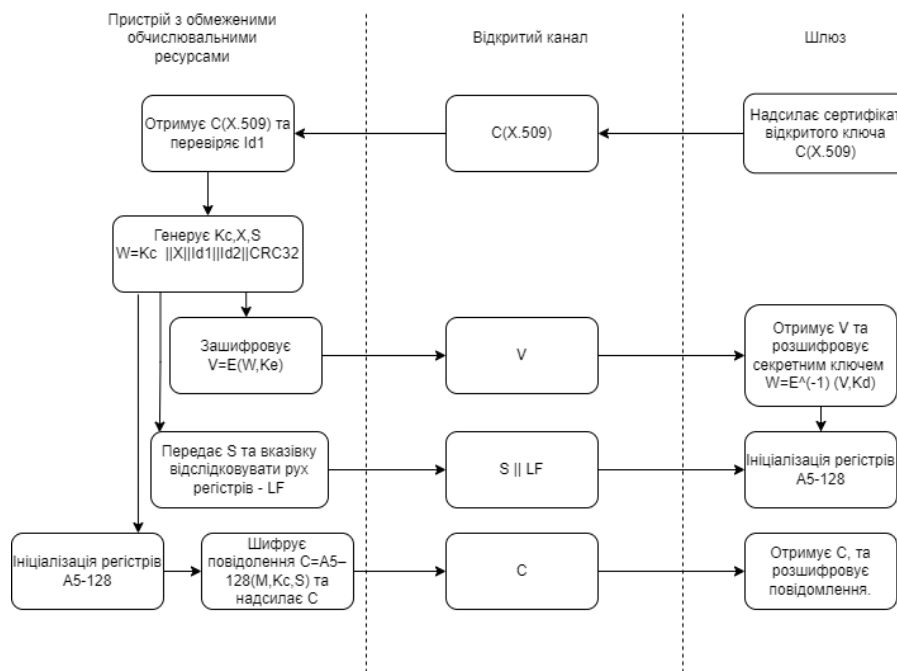 Пристрій з обмеженими
обчислювальними
ресурсами
Відкритий канал
Шлюз
Отримує C(X.509) та
перевіряє Id1
C(X.509)
Надсилає сертифікат
відкритого ключа
C(X.509)
Генерує Kc,X,S
W=Kc ||X||Id1||Id2||CRC32
Зашифровує
V=E(W,Ke)
V
Отримує V та
розшифровує
секретним ключем
W=E^(-1) (V,Kd)
Передає S та вказівку
відслідковувати рух
регістрів - LF
S || LF
Ініціалізація регістрів
A5-128
Ініціалізація регістрів
A5-128
Шифрує
повідолення C=A5–
128(M,Kc,S) та
надсилає C
C
Отримує C, та
розшифровує
повідомлення.